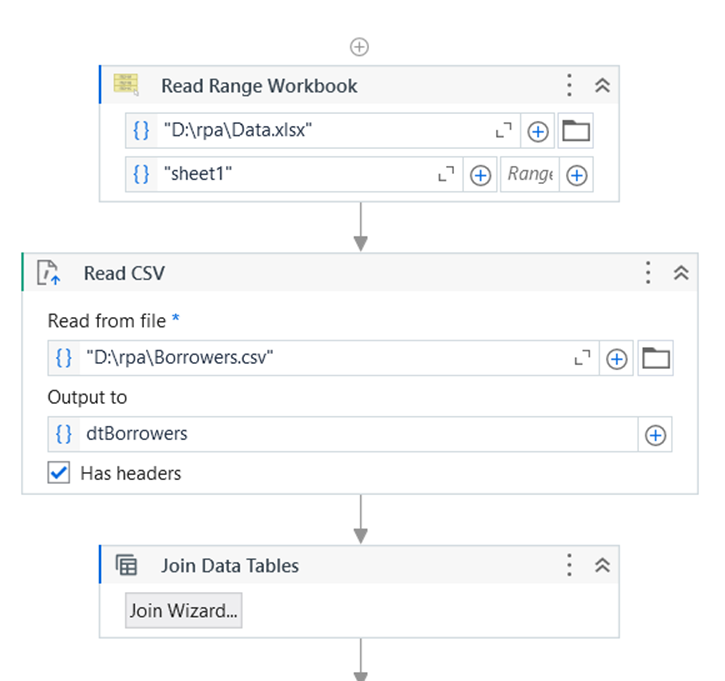 Read Range Workbook
{} "D:\rpa\Data.xlsx"
{} "sheet1" Range
Read CSV
Read from file *
{} "D:\rpa\Borrowers.csv"
Output to
{} dtBorrowers
Has headers
Join Data Tables
Join Wizard...